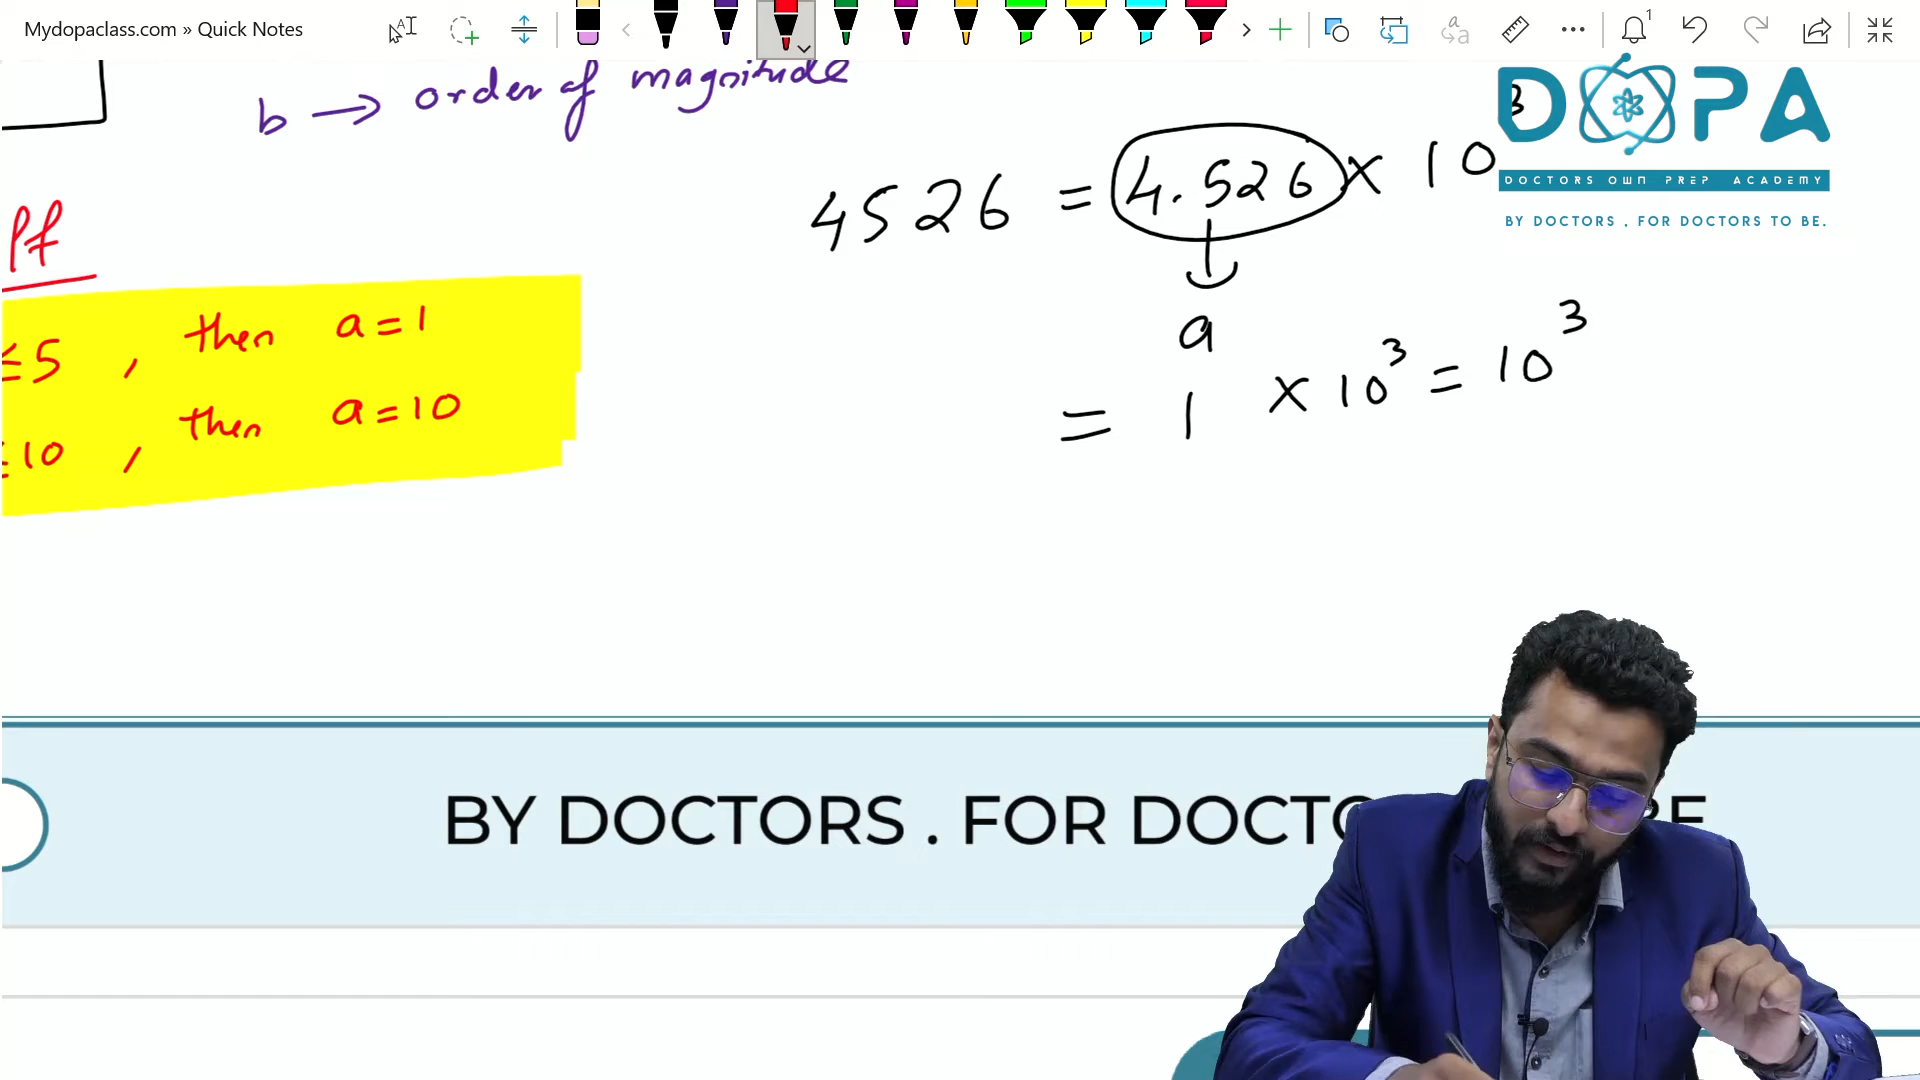 Mydopaclass.com » Quick Notes
b → order of magnitude
4526 = 4.526 × 10³
a
= 1 × 10³ = 10³
≤5 , then a = 1
≤10 , then a = 10
DOPA
DOCTORS OWN PREP ACADEMY
BY DOCTORS , FOR DOCTORS TO BE.
BY DOCTORS . FOR DOCTO